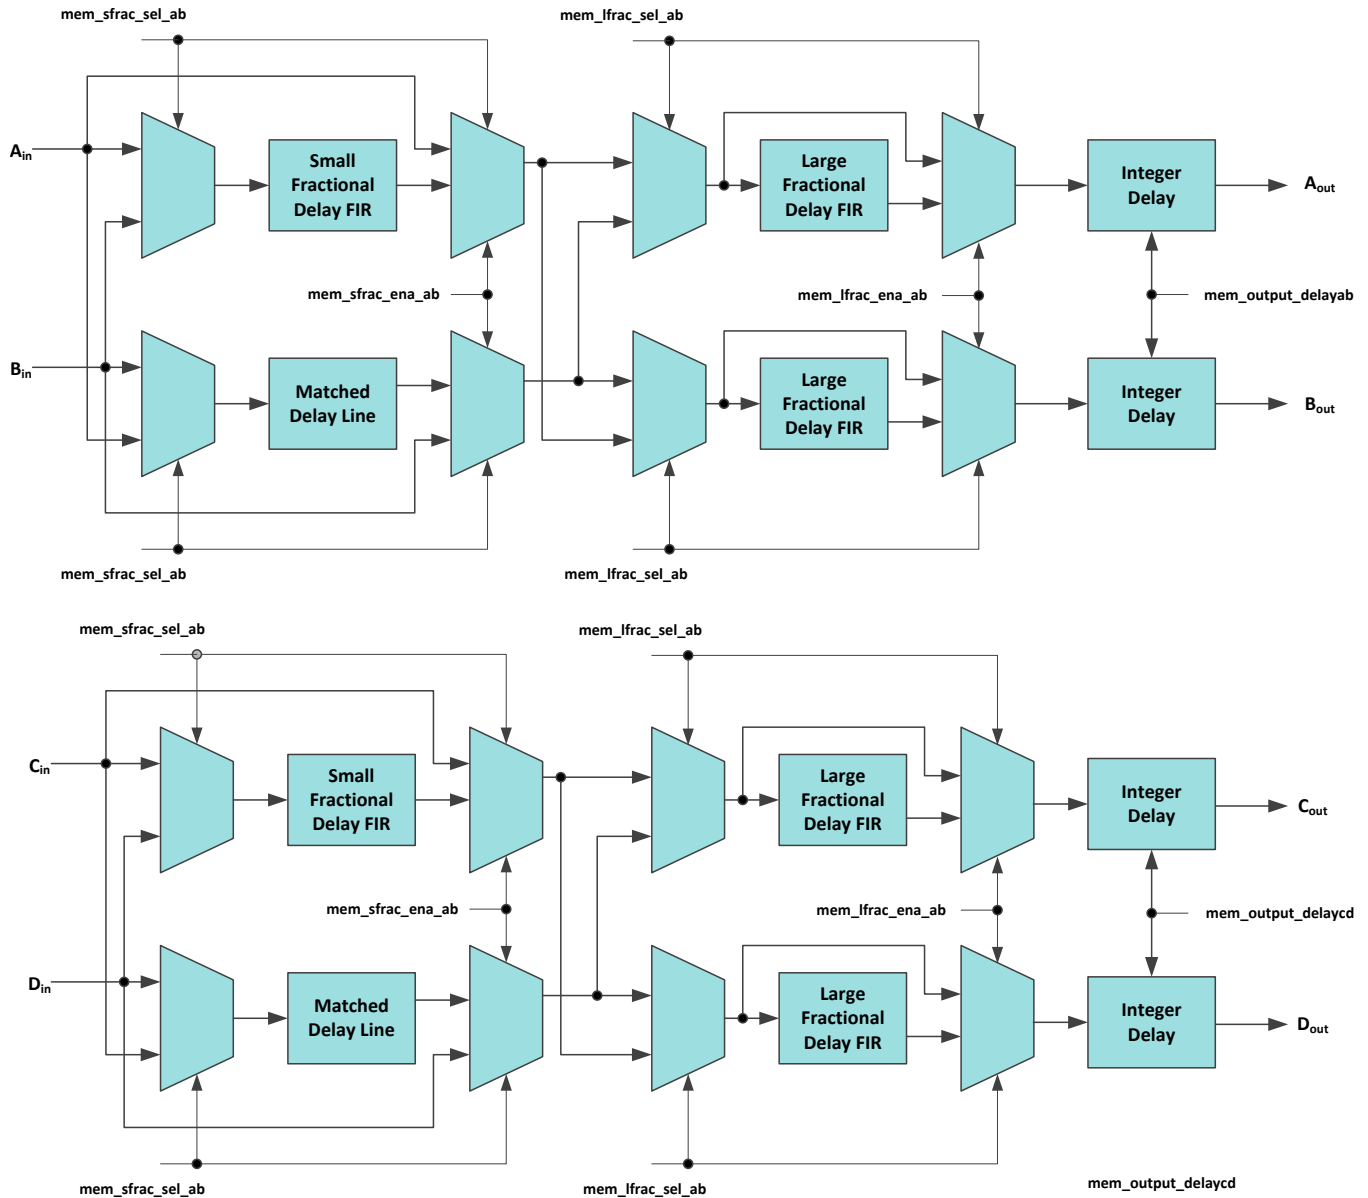 mem_sfrac_sel_ab
mem_lfrac_sel_ab
Ain
Small
Fractional
Delay FIR
Large
Fractional
Delay FIR
Integer
Delay
Aout
mem_sfrac_ena_ab
mem_lfrac_ena_ab
mem_output_delayab
Bin
Matched
Delay Line
Large
Fractional
Delay FIR
Integer
Delay
Bout
mem_sfrac_sel_ab
mem_lfrac_sel_ab
mem_sfrac_sel_ab
mem_lfrac_sel_ab
Cin
Small
Fractional
Delay FIR
Large
Fractional
Delay FIR
Integer
Delay
Cout
mem_sfrac_ena_ab
mem_lfrac_ena_ab
mem_output_delaycd
Din
Matched
Delay Line
Large
Fractional
Delay FIR
Integer
Delay
Dout
mem_sfrac_sel_ab
mem_lfrac_sel_ab
mem_output_delaycd